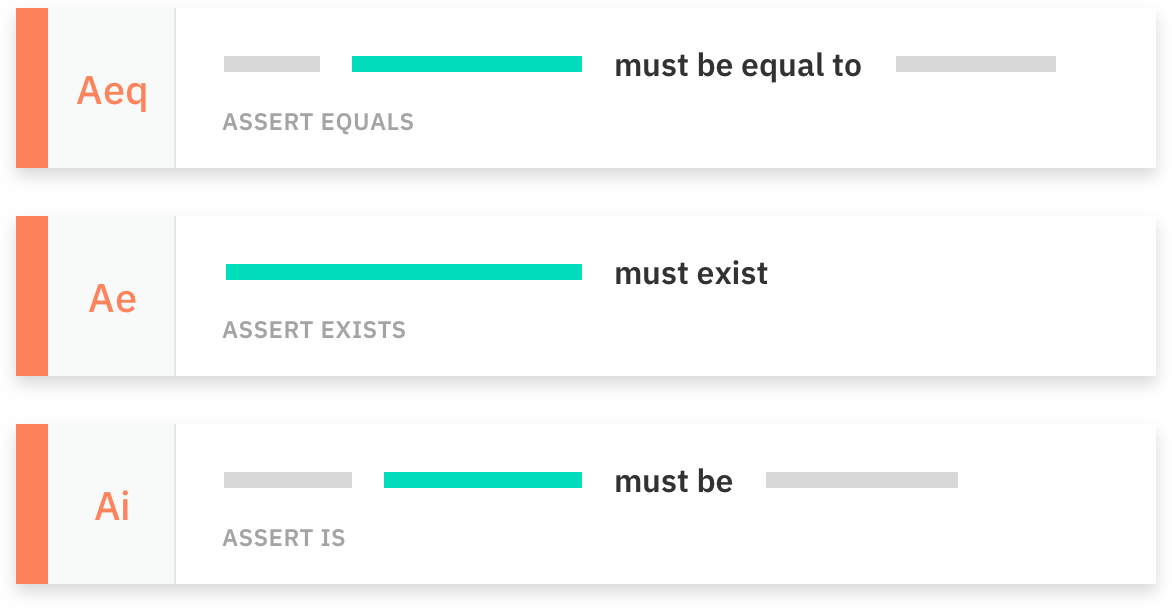 Aeq
must be equal to
ASSERT EQUALS
Ae
must exist
ASSERT EXISTS
Ai
must be
ASSERT IS